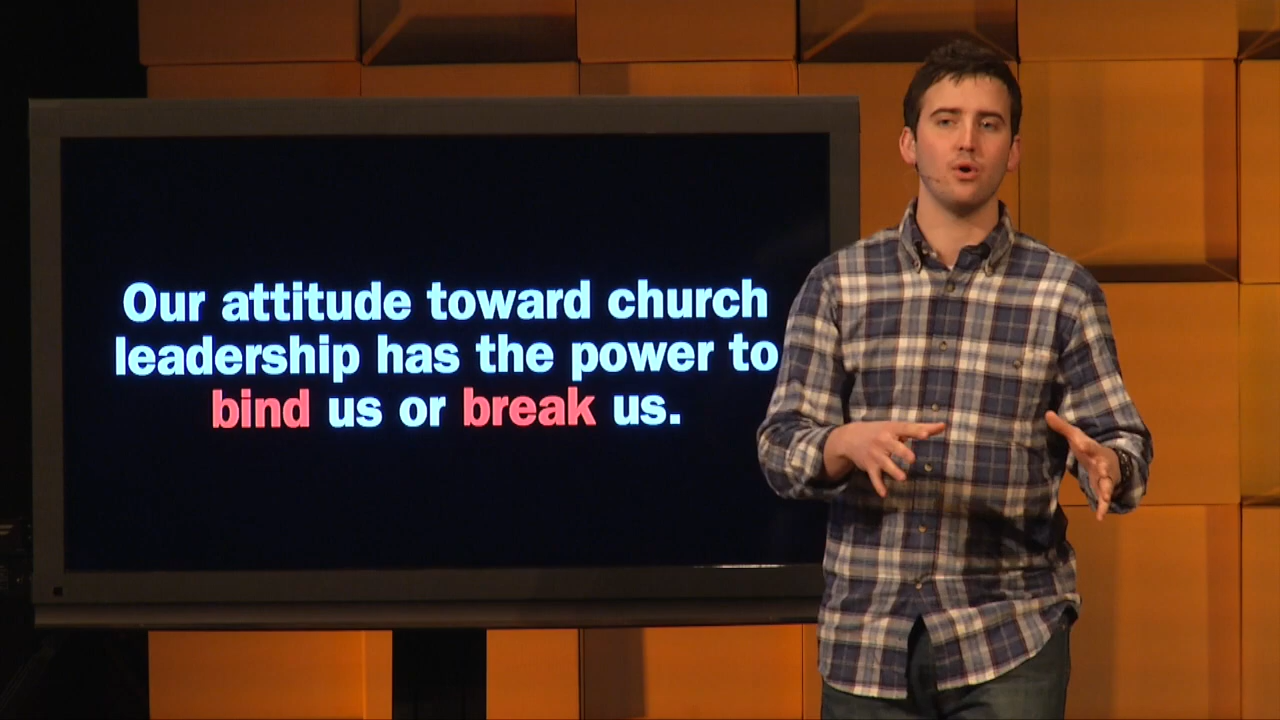 Our attitude toward church
leadership has the power to
bind us or break us.